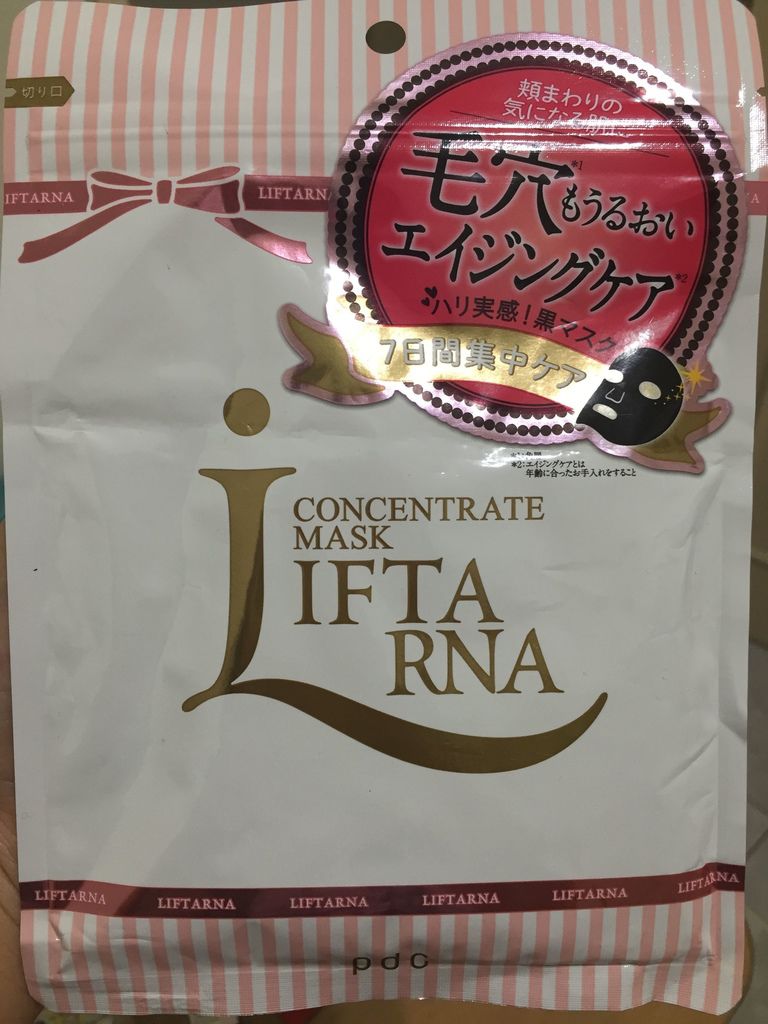 切り口
頬まわりの
気になる肌に
毛穴*1もうるおい
エイジングケア*2
ハリ実感!黒マスク
7日間集中ケア
*2:エイジングケアとは
年齢に合ったお手入れをすること
LIFTARNA LIFTARNA
CONCENTRATE
MASK
LIFTA
RNA
LIFTARNA LIFTARNA LIFTARNA LIFTARNA LIFTARNA LIFTARNA
pdc